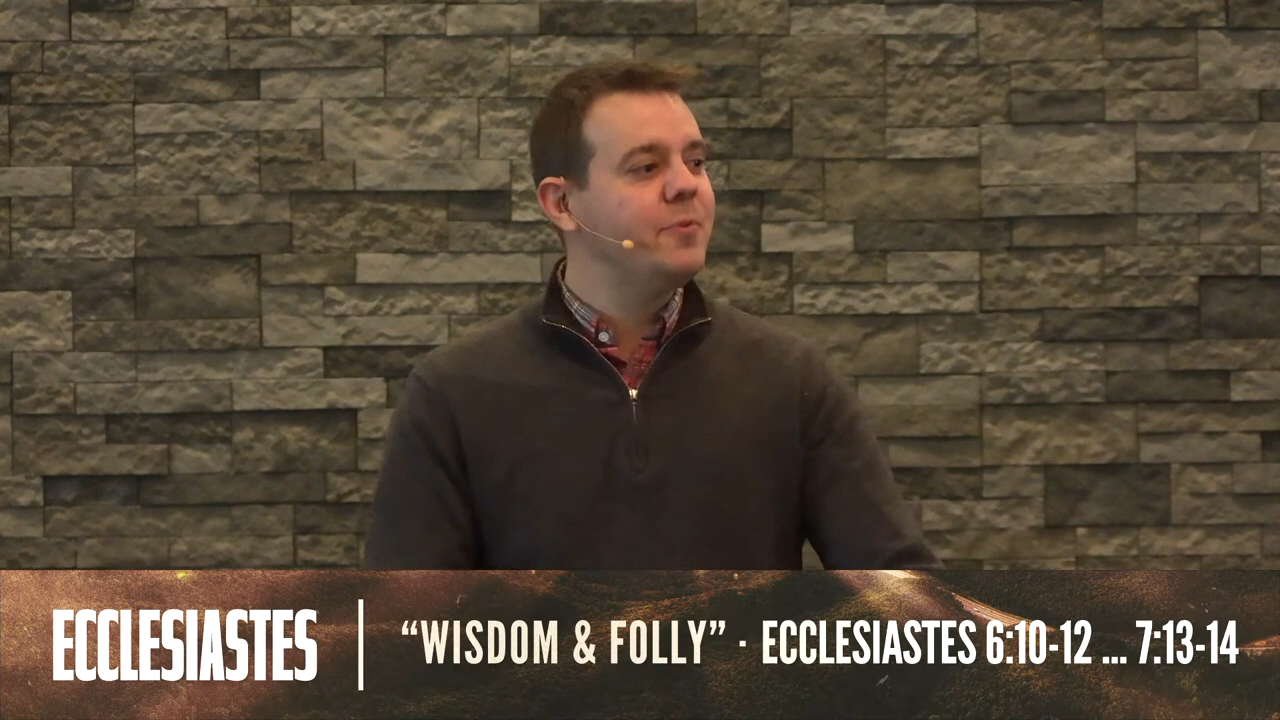 ECCLESIASTES
“WISDOM & FOLLY” · ECCLESIASTES 6:10-12 ... 7:13-14